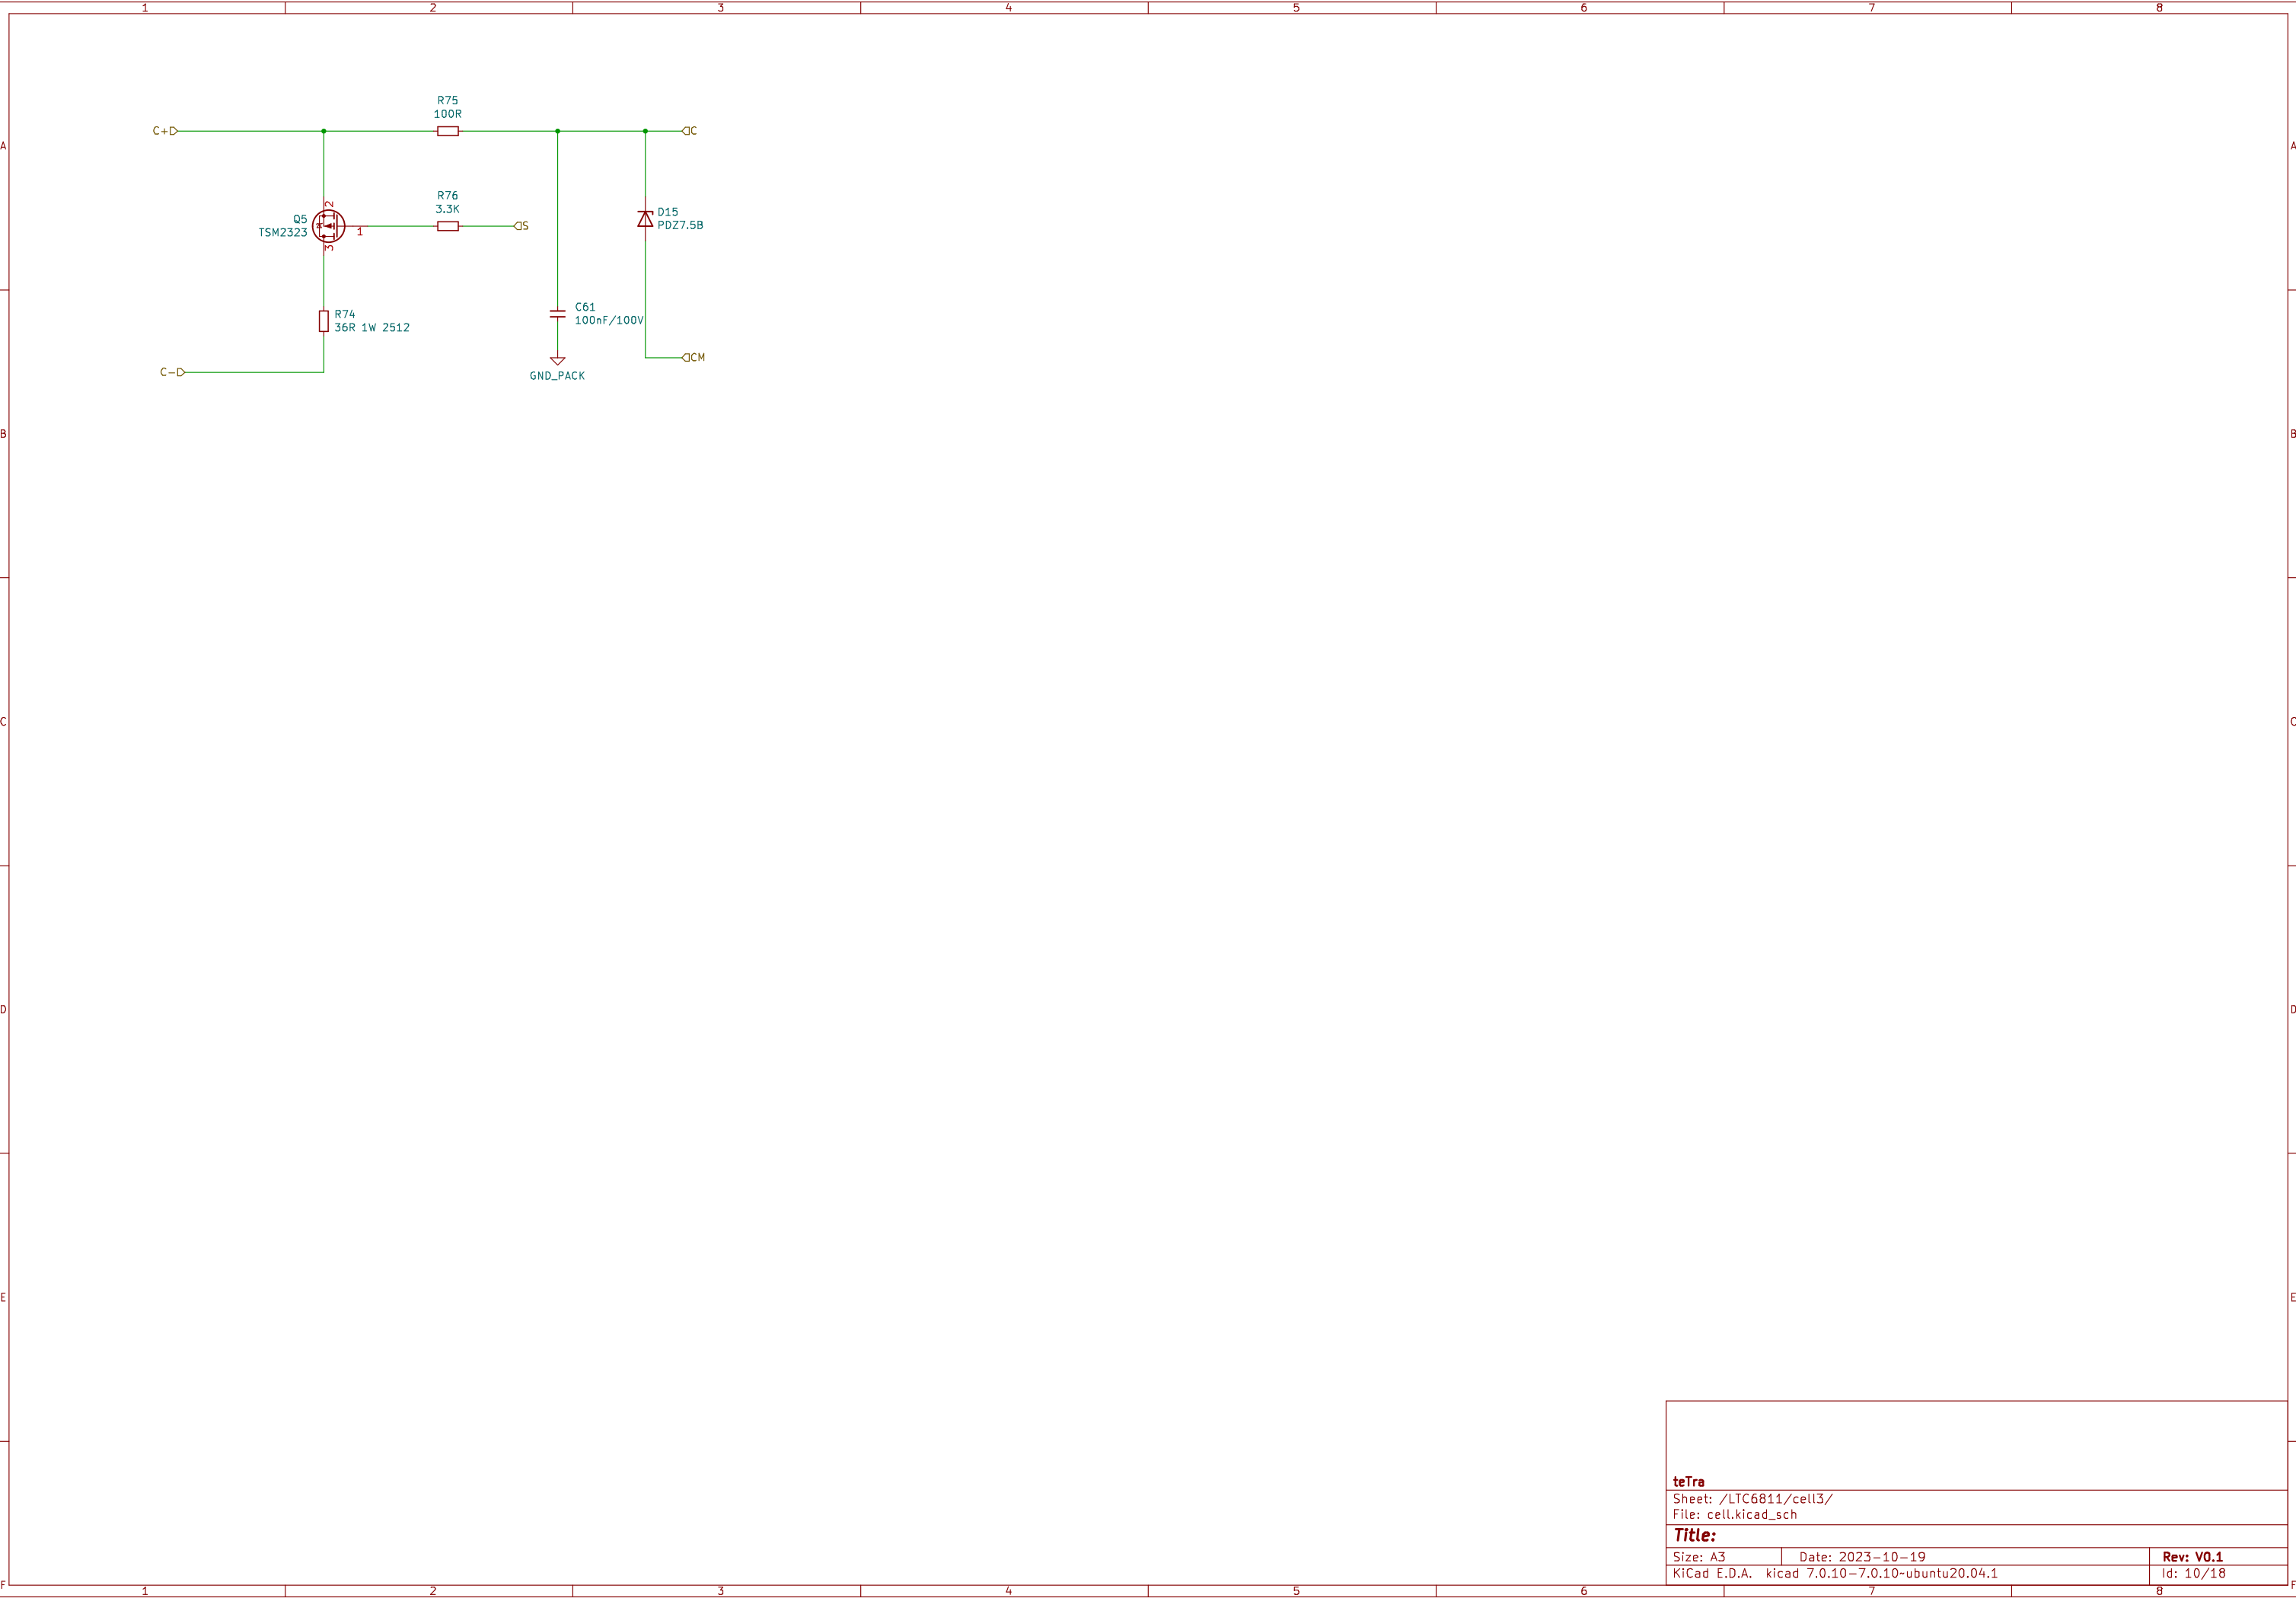 1 2 3 4 5 6 7 8
R75
100R
C+
C
A
A
R76
3.3K
2
Q5
TSM2323
1
S
D15
PDZ7.5B
3
C61
100nF/100V
R74
36R 1W 2512
CM
C-
GND_PACK
B
B
C
C
D
D
E
E
teTra
Sheet: /LTC6811/cell3/
File: cell.kicad_sch
Title:
Size: A3 Date: 2023-10-19 Rev: V0.1
KiCad E.D.A. kicad 7.0.10-7.0.10~ubuntu20.04.1 Id: 10/18
F
F
1 2 3 4 5 6 7 8